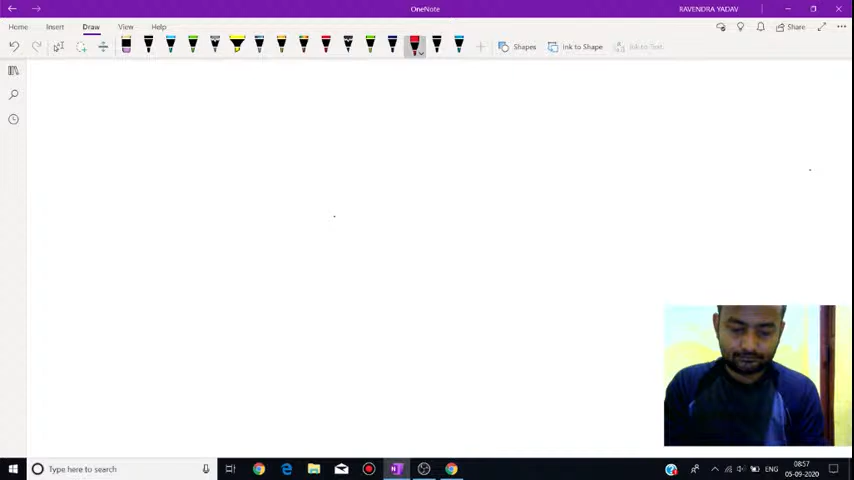 OneNote
RAVENDRA YADAV
Home Insert Draw View Help
Share
Shapes
Ink to Shape
Ink to Text
Type here to search
ENG
08:57
05-09-2020